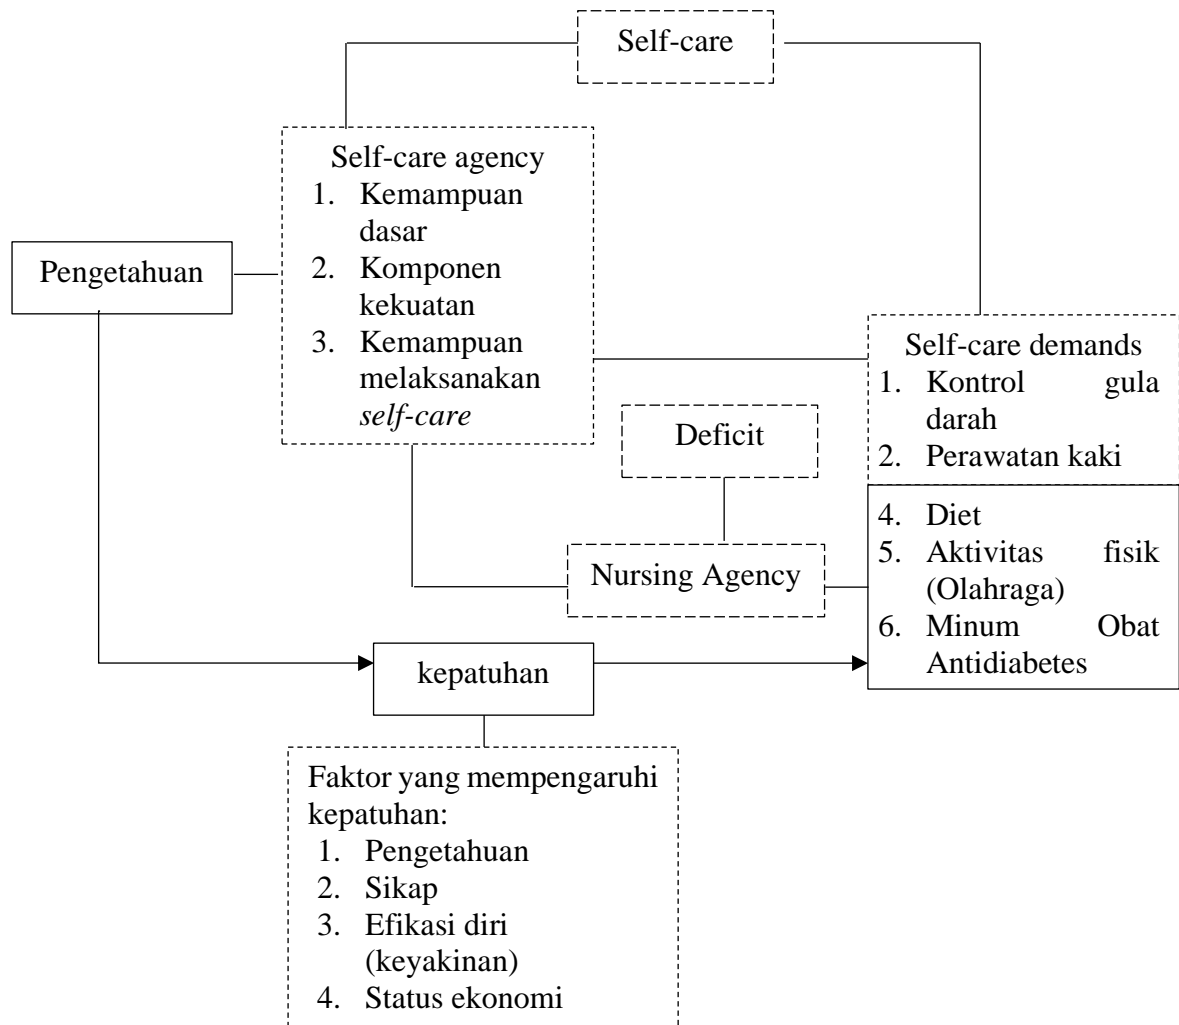 Self-care
Self-care agency
1. Kemampuan
dasar
2. Komponen
kekuatan
3. Kemampuan
melaksanakan
self-care
Pengetahuan
Self-care demands
1. Kontrol gula
darah
2. Perawatan kaki
Deficit
4. Diet
5. Aktivitas fisik
(Olahraga)
6. Minum Obat
Antidiabetes
Nursing Agency
kepatuhan
Faktor yang mempengaruhi
kepatuhan:
1. Pengetahuan
2. Sikap
3. Efikasi diri
(keyakinan)
4. Status ekonomi